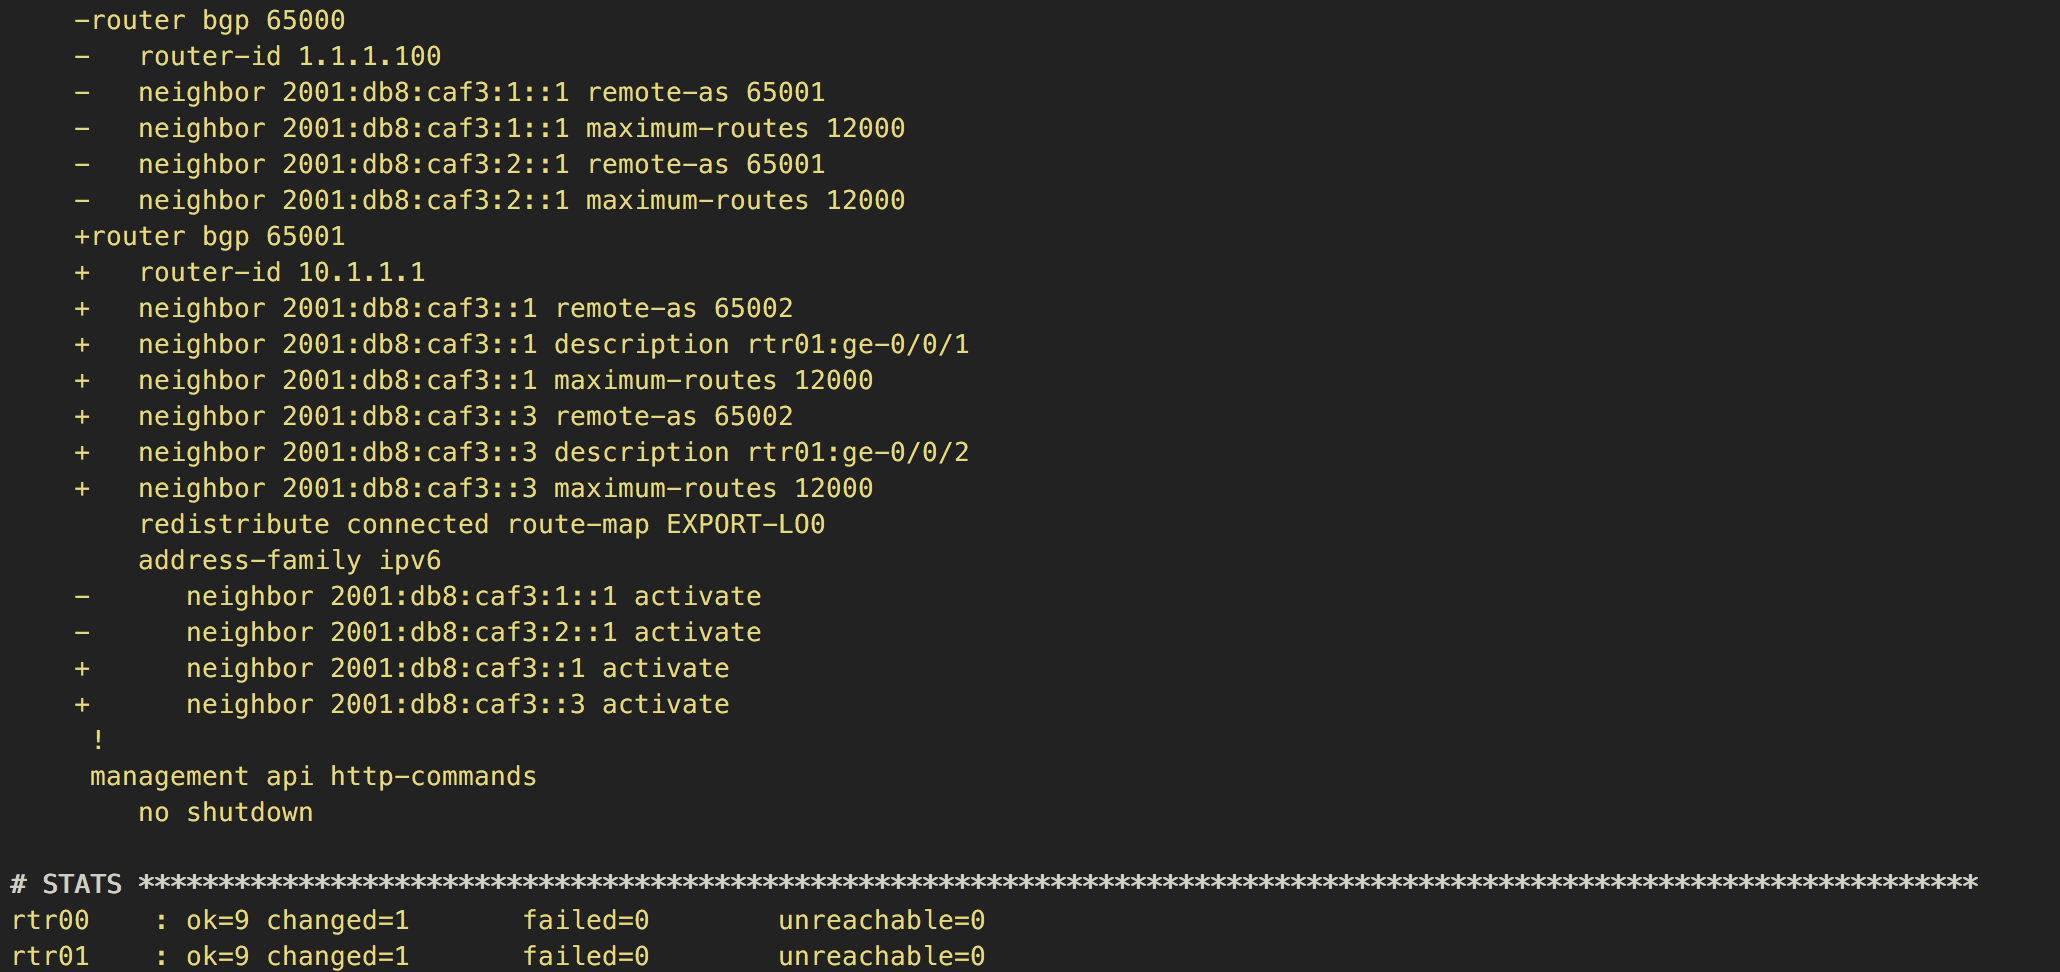 -router bgp 65000
-   router-id 1.1.1.100
-   neighbor 2001:db8:caf3:1::1 remote-as 65001
-   neighbor 2001:db8:caf3:1::1 maximum-routes 12000
-   neighbor 2001:db8:caf3:2::1 remote-as 65001
-   neighbor 2001:db8:caf3:2::1 maximum-routes 12000
+router bgp 65001
+   router-id 10.1.1.1
+   neighbor 2001:db8:caf3::1 remote-as 65002
+   neighbor 2001:db8:caf3::1 description rtr01:ge-0/0/1
+   neighbor 2001:db8:caf3::1 maximum-routes 12000
+   neighbor 2001:db8:caf3::3 remote-as 65002
+   neighbor 2001:db8:caf3::3 description rtr01:ge-0/0/2
+   neighbor 2001:db8:caf3::3 maximum-routes 12000
    redistribute connected route-map EXPORT-LO0
    address-family ipv6
-      neighbor 2001:db8:caf3:1::1 activate
-      neighbor 2001:db8:caf3:2::1 activate
+      neighbor 2001:db8:caf3::1 activate
+      neighbor 2001:db8:caf3::3 activate
 !
 management api http-commands
    no shutdown
# STATS *******************************************************************************************************************
rtr00    : ok=9 changed=1       failed=0        unreachable=0
rtr01    : ok=9 changed=1       failed=0        unreachable=0